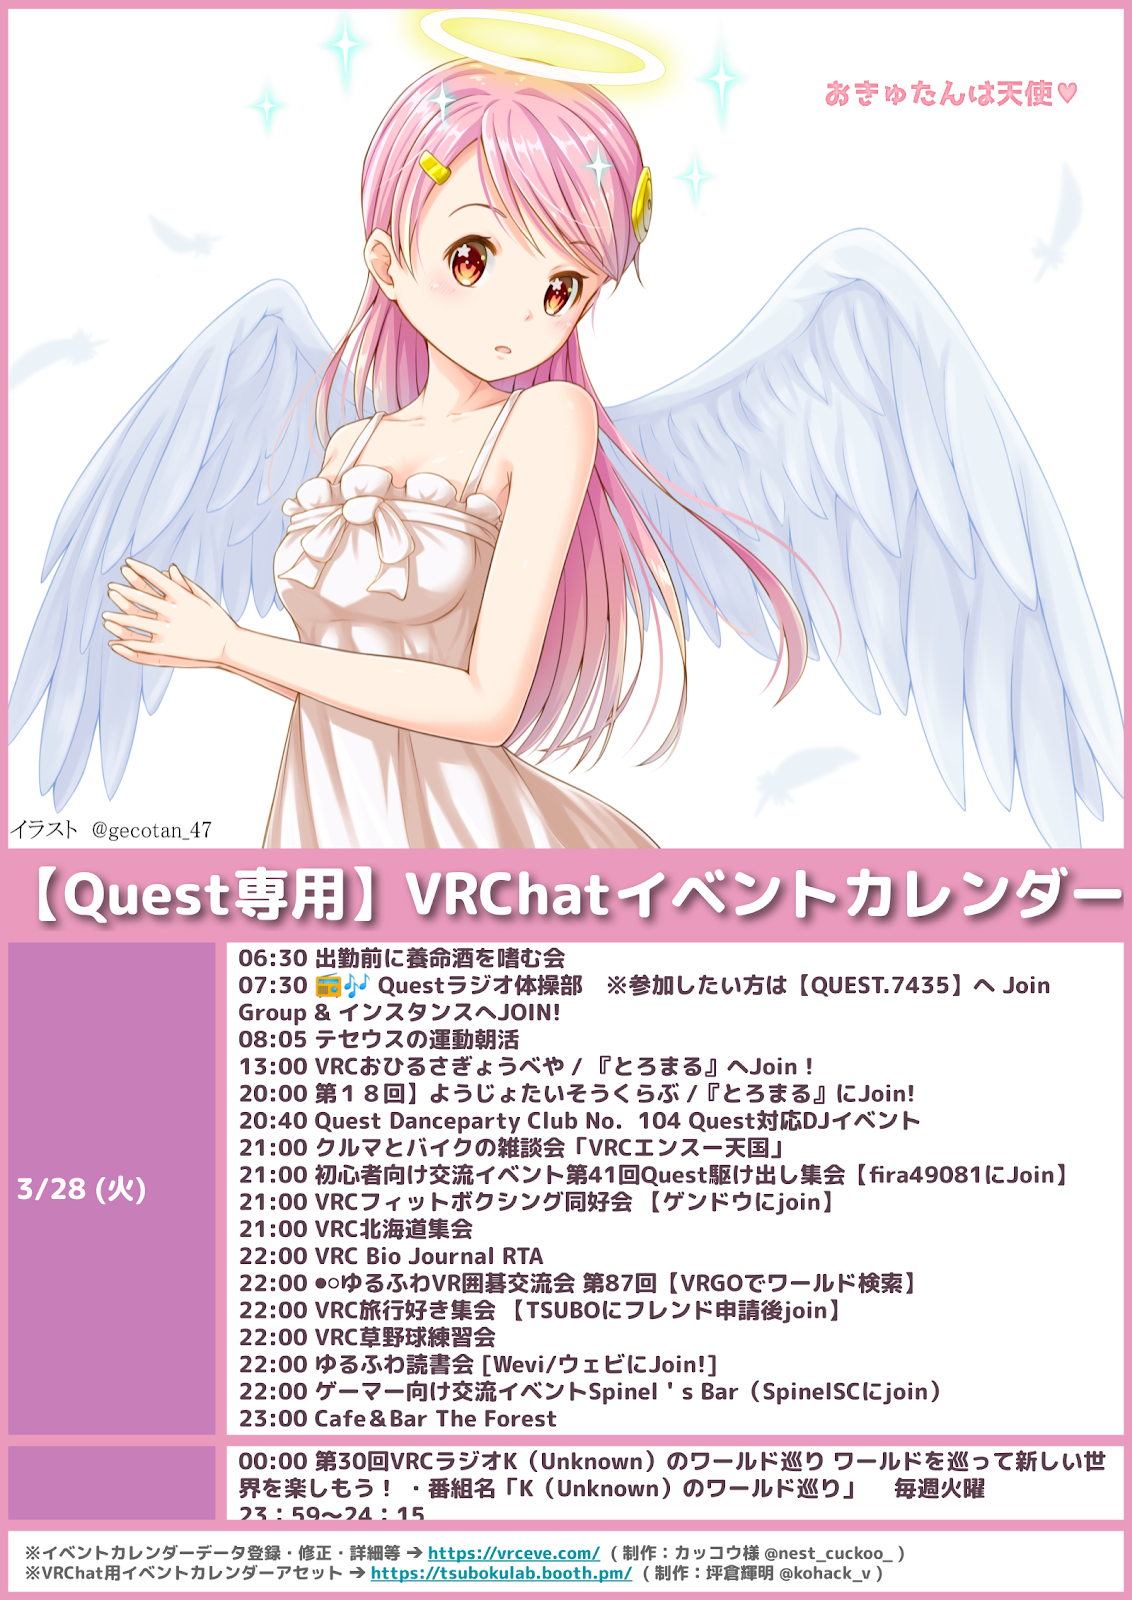 おきゅたんは天使♥
イラスト @gecotan_47
【Quest専用】VRChatイベントカレンダー
3/28 (火)
06:30 出勤前に養命酒を嗜む会
07:30 📻🎶 Questラジオ体操部　※参加したい方は【QUEST.7435】へ Join
Group & インスタンスへJOIN!
08:05 テセウスの運動朝活
13:00 VRCおひるさぎょうべや / 『とろまる』へJoin！
20:00 第１８回】ようじょたいそうくらぶ /『とろまる』にJoin!
20:40 Quest Danceparty Club No．104 Quest対応DJイベント
21:00 クルマとバイクの雑談会「VRCエンスー天国」
21:00 初心者向け交流イベント第41回Quest駆け出し集会【fira49081にJoin】
21:00 VRCフィットボクシング同好会 【ゲンドウにjoin】
21:00 VRC北海道集会
22:00 VRC Bio Journal RTA
22:00 ⚫︎⚪︎ゆるふわVR囲碁交流会 第87回【VRGOでワールド検索】
22:00 VRC旅行好き集会 【TSUBOにフレンド申請後join】
22:00 VRC草野球練習会
22:00 ゆるふわ読書会 [Wevi/ウェビにJoin!]
22:00 ゲーマー向け交流イベントSpinel＇s Bar（SpinelSCにjoin）
23:00 Cafe＆Bar The Forest
00:00 第30回VRCラジオK（Unknown）のワールド巡り ワールドを巡って新しい世
界を楽しもう！ ・番組名「K（Unknown）のワールド巡り」　 毎週火曜
23：59〜24：15
※イベントカレンダーデータ登録・修正・詳細等 → https://vrceve.com/ ( 制作：カッコウ様 @nest_cuckoo_ )
※VRChat用イベントカレンダーアセット → https://tsubokulab.booth.pm/ ( 制作：坪倉輝明 @kohack_v )